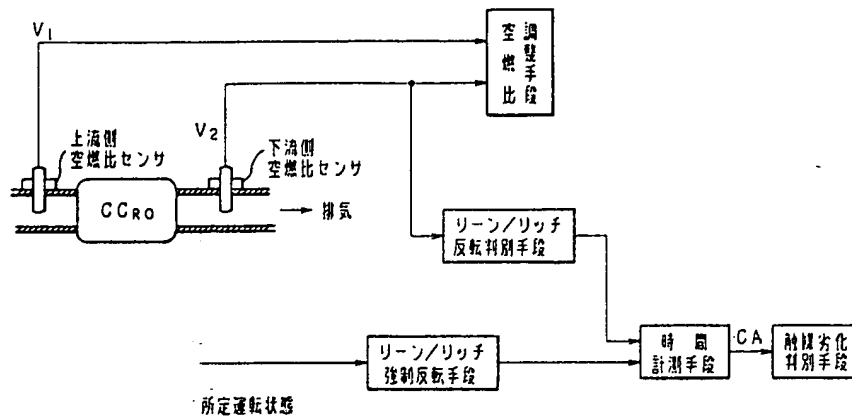 V1
空燃比
調整手段
V2
上流側
空燃比センサ
下流側
空燃比センサ
CCRO
排気
リーン/リッチ
反転判別手段
リーン/リッチ
強制反転手段
時間
計測手段
CA
触媒劣化
判別手段
所定運転状態